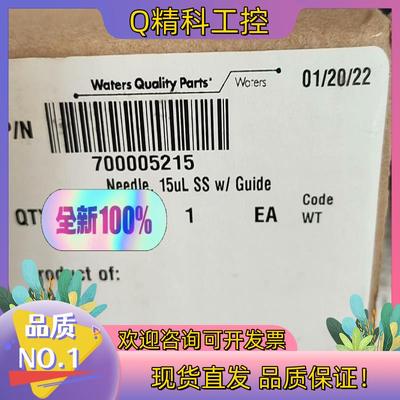 Q精科工控
Waters Quality Parts Waters 01/20/22
P/N
700005215
Needle, 15uL SS w/ Guide
QTY 1 EA Code
WT
全新100%
Product of:
品质
NO.1
欢迎咨询可开发票
现货直发 品质保证!